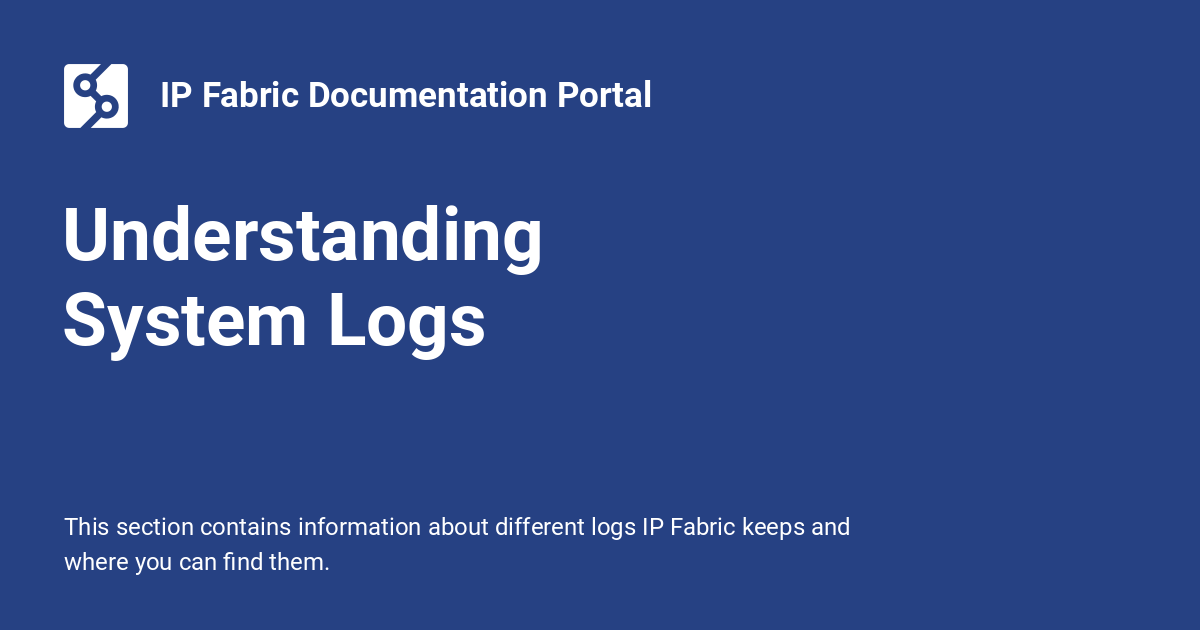 IP Fabric Documentation Portal
Understanding
System Logs
This section contains information about different logs IP Fabric keeps and
where you can find them.